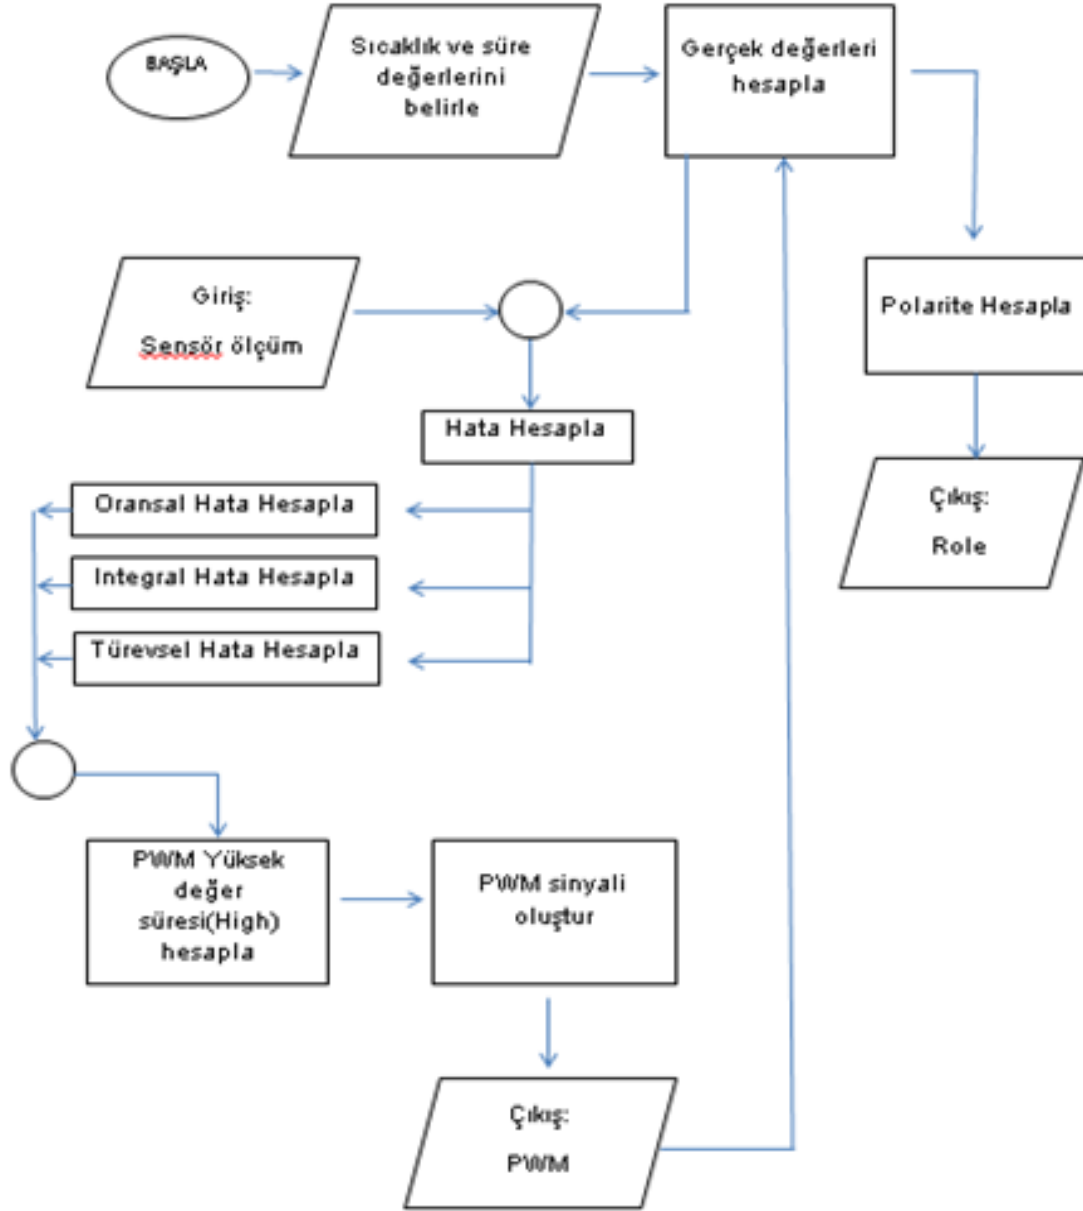 BAŞLA
Sıcaklık ve süre
değerlerini
belirle
Gerçek değerleri
hesapla
Giriş:
Sensör ölçüm
Polarite Hesapla
Hata Hesapla
Çıkış:
Role
Oransal Hata Hesapla
Integral Hata Hesapla
Türevsel Hata Hesapla
PWM Yüksek
değer
süresi(High)
hesapla
PWM sinyali
oluştur
Çıkış:
PWM